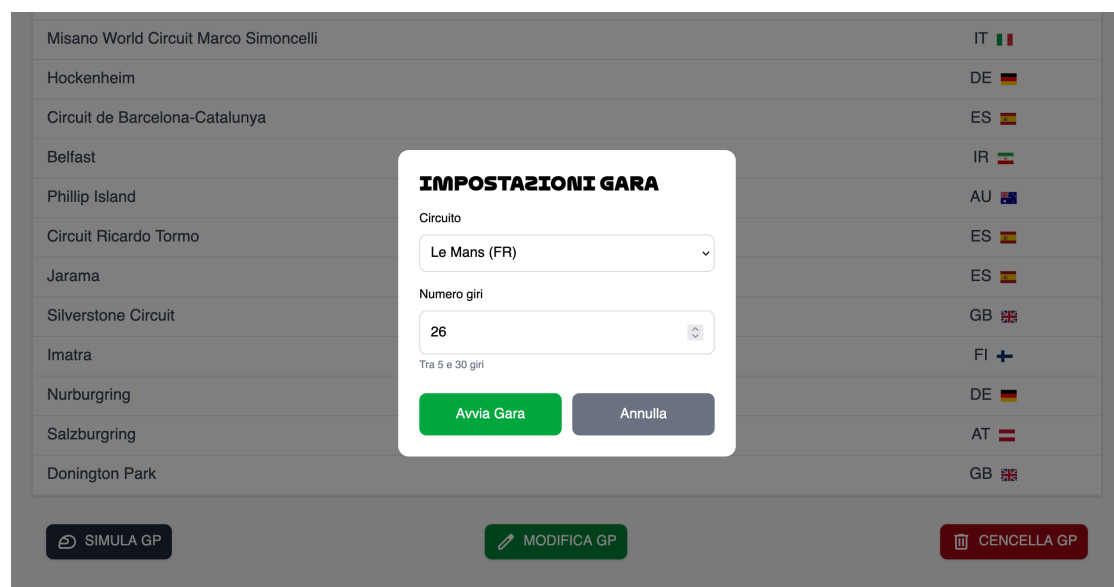 Misano World Circuit Marco Simoncelli IT
Hockenheim DE
Circuit de Barcelona-Catalunya ES
Belfast IR
Phillip Island AU
Circuit Ricardo Tormo ES
Jarama ES
Silverstone Circuit GB
Imatra FI
Nurburgring DE
Salzburgring AT
Donington Park GB
IMPOSTAZIONI GARA
Circuito
Le Mans (FR)
Numero giri
26
Tra 5 e 30 giri
Avvia Gara Annulla
SIMULA GP MODIFICA GP CENCELLA GP